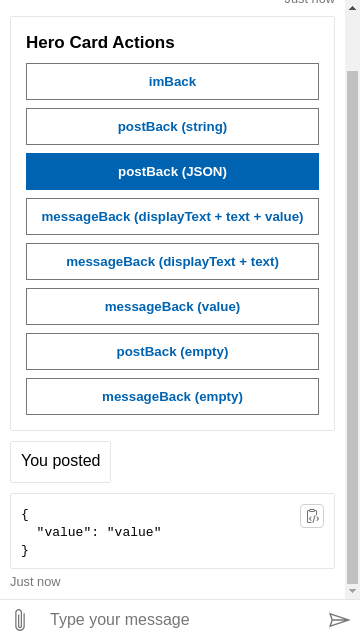 Just now
Hero Card Actions
imBack
postBack (string)
postBack (JSON)
messageBack (displayText + text + value)
messageBack (displayText + text)
messageBack (value)
postBack (empty)
messageBack (empty)
You posted
{
"value": "value"
}
Just now
Type your message